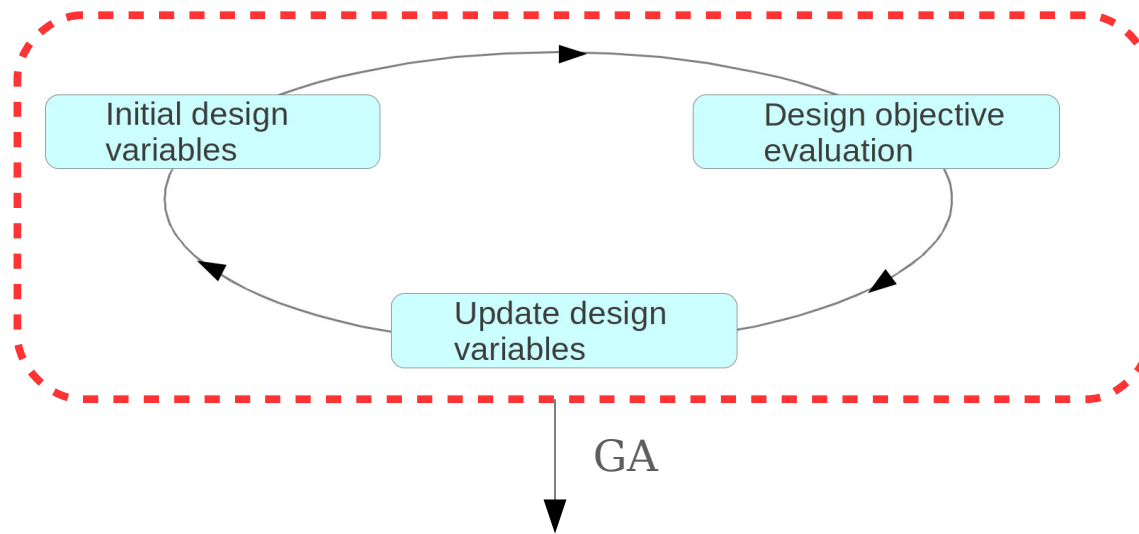 Initial design
variables
Design objective
evaluation
Update design
variables
GA